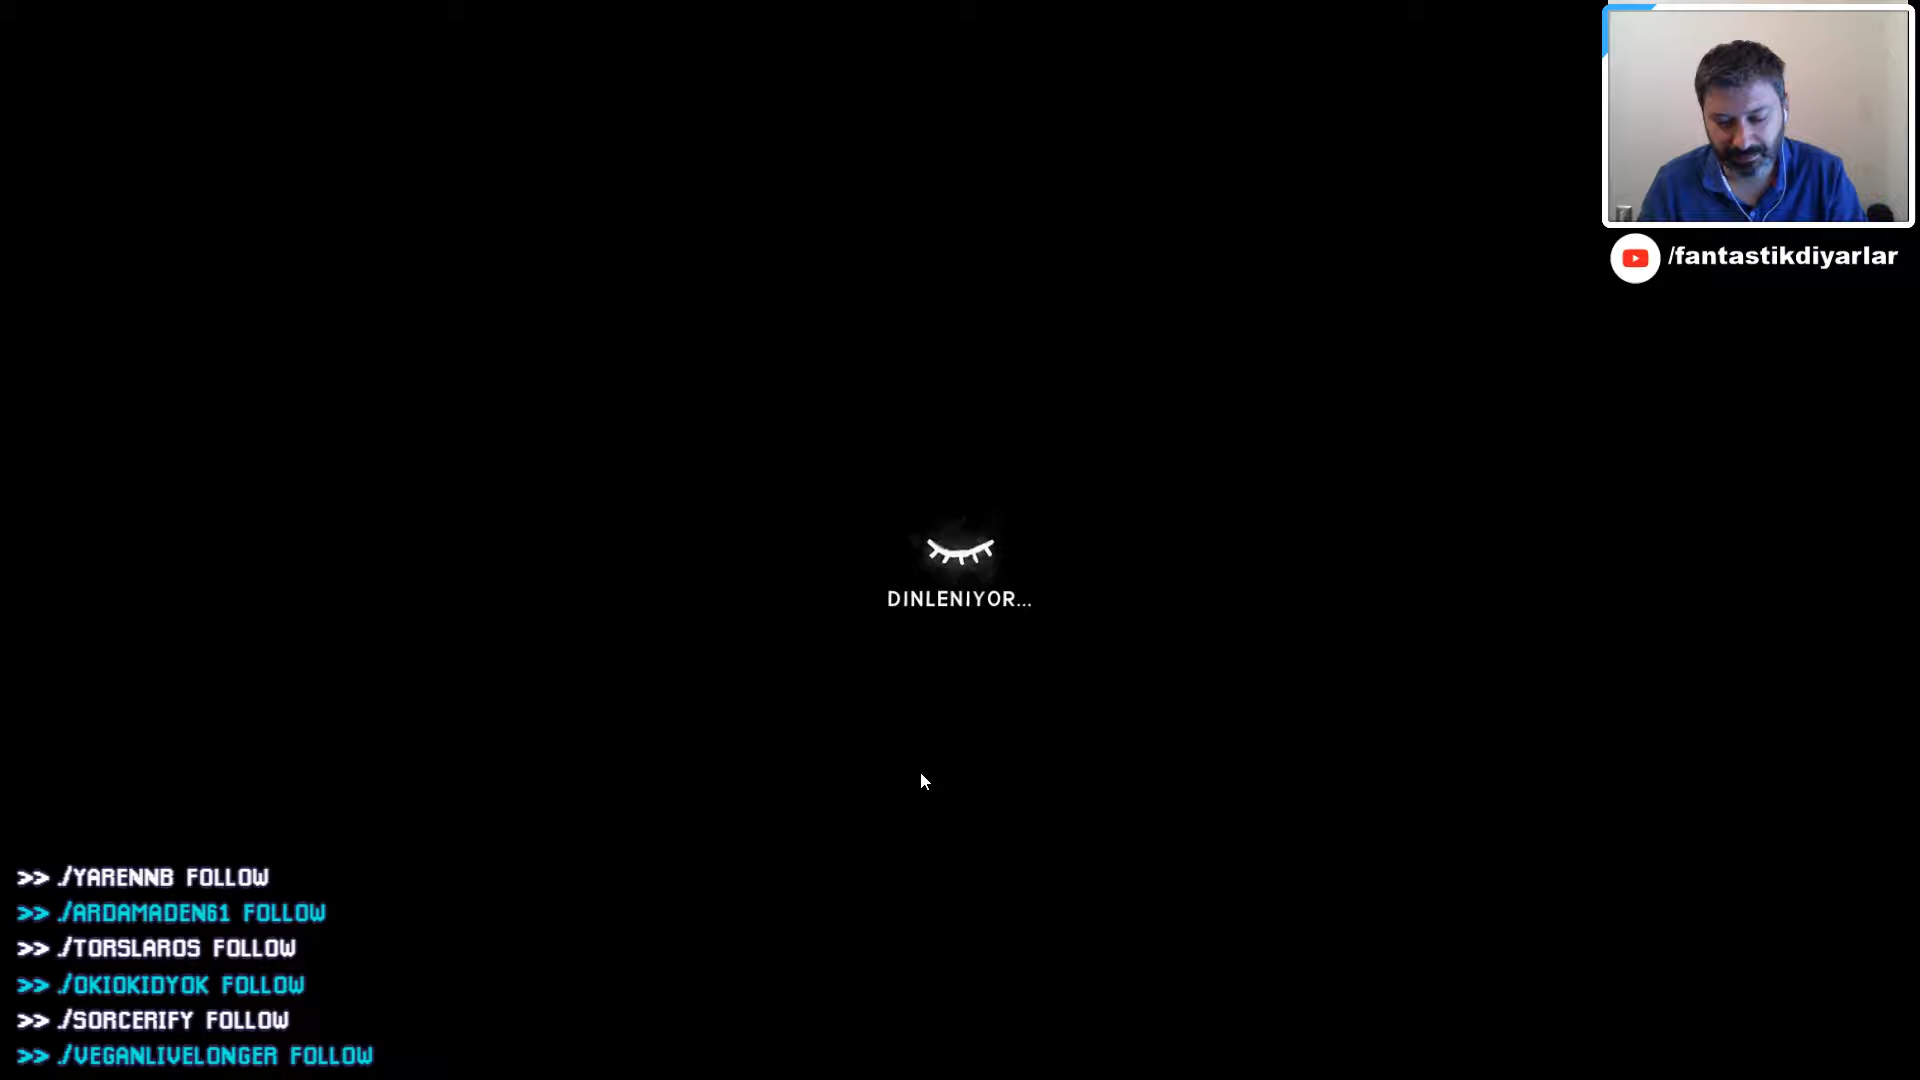 /fantastikdiyarlar
DINLENIYOR...
>> ./YARENNB FOLLOW
>> ./ARDAMADEN61 FOLLOW
>> ./TORSLAROS FOLLOW
>> ./OKIOKIDYOK FOLLOW
>> ./SORCERIFY FOLLOW
>> ./VEGANLIVELONGER FOLLOW